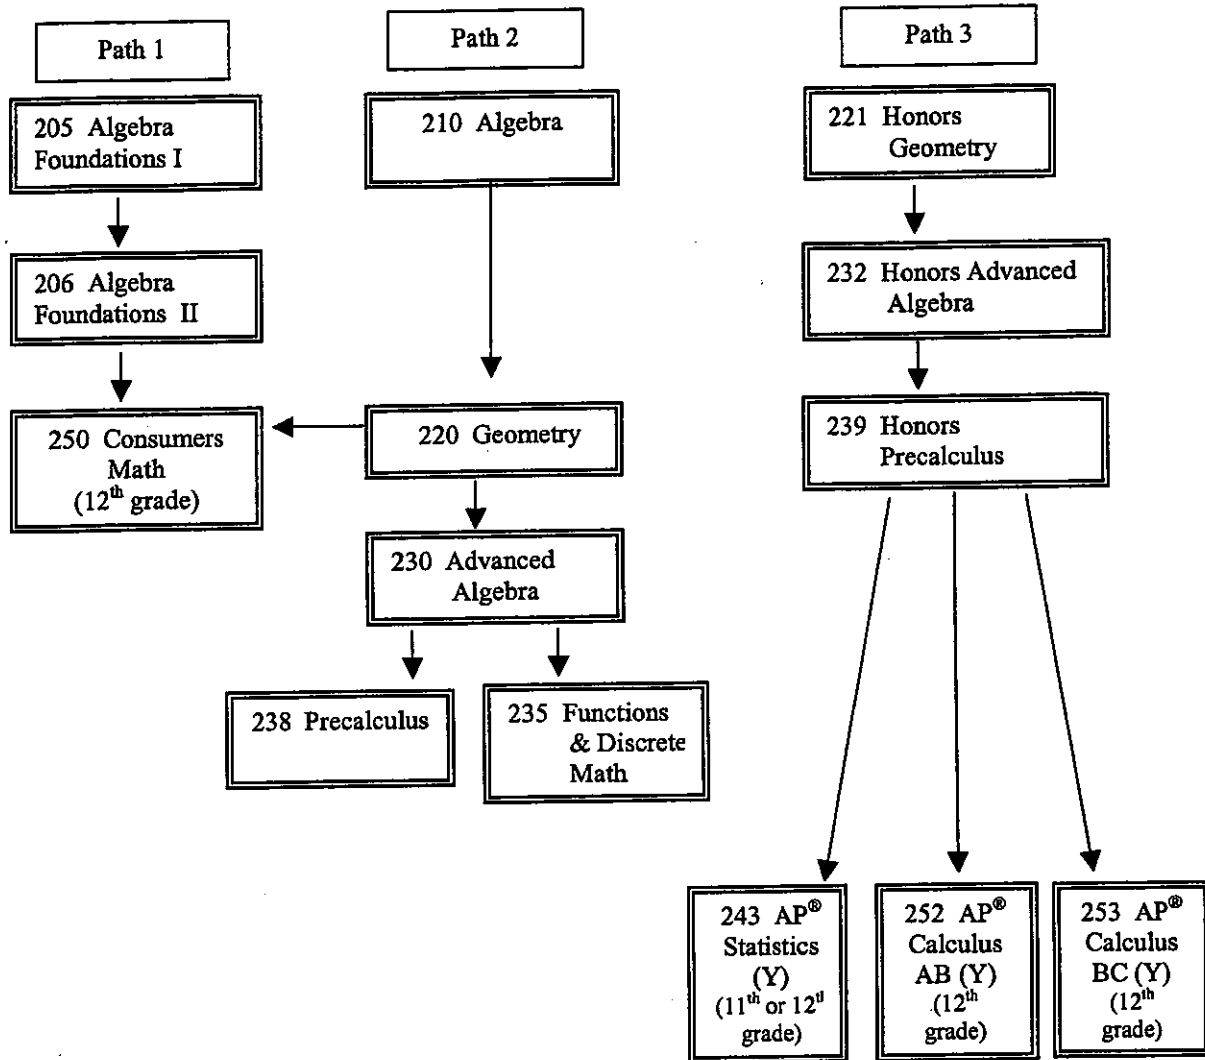 Path 1
Path 2
Path 3
205 Algebra
Foundations I
210 Algebra
221 Honors
Geometry
206 Algebra
Foundations II
232 Honors Advanced
Algebra
250 Consumers
Math
(12th grade)
220 Geometry
239 Honors
Precalculus
230 Advanced
Algebra
238 Precalculus
235 Functions
& Discrete
Math
243 AP®
Statistics
(Y)
(11th or 12tl
grade)
252 AP®
Calculus
AB (Y)
(12th
grade)
253 AP®
Calculus
BC (Y)
(12th
grade)